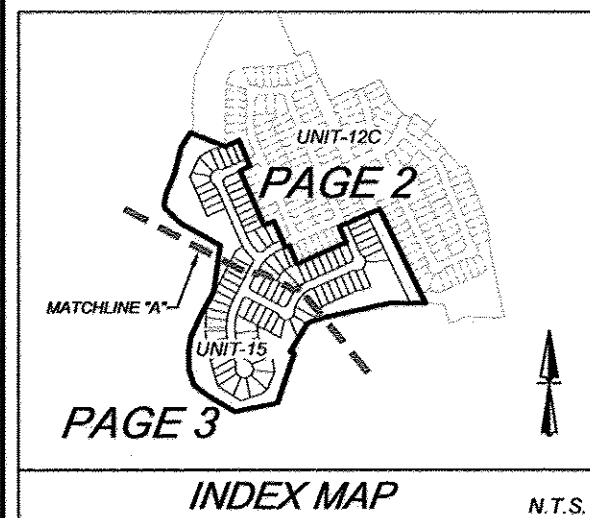 UNIT-12C
PAGE 2
MATCHLINE "A"
UNIT-15
PAGE 3
INDEX MAP
N.T.S.